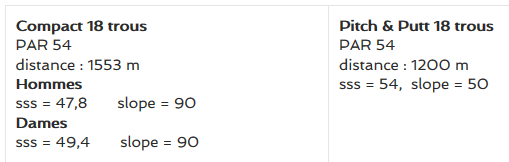 Compact 18 trous
PAR 54
distance : 1553 m
Hommes
sss = 47,8 slope = 90
Dames
sss = 49,4 slope = 90
Pitch & Putt 18 trous
PAR 54
distance : 1200 m
sss = 54, slope = 50